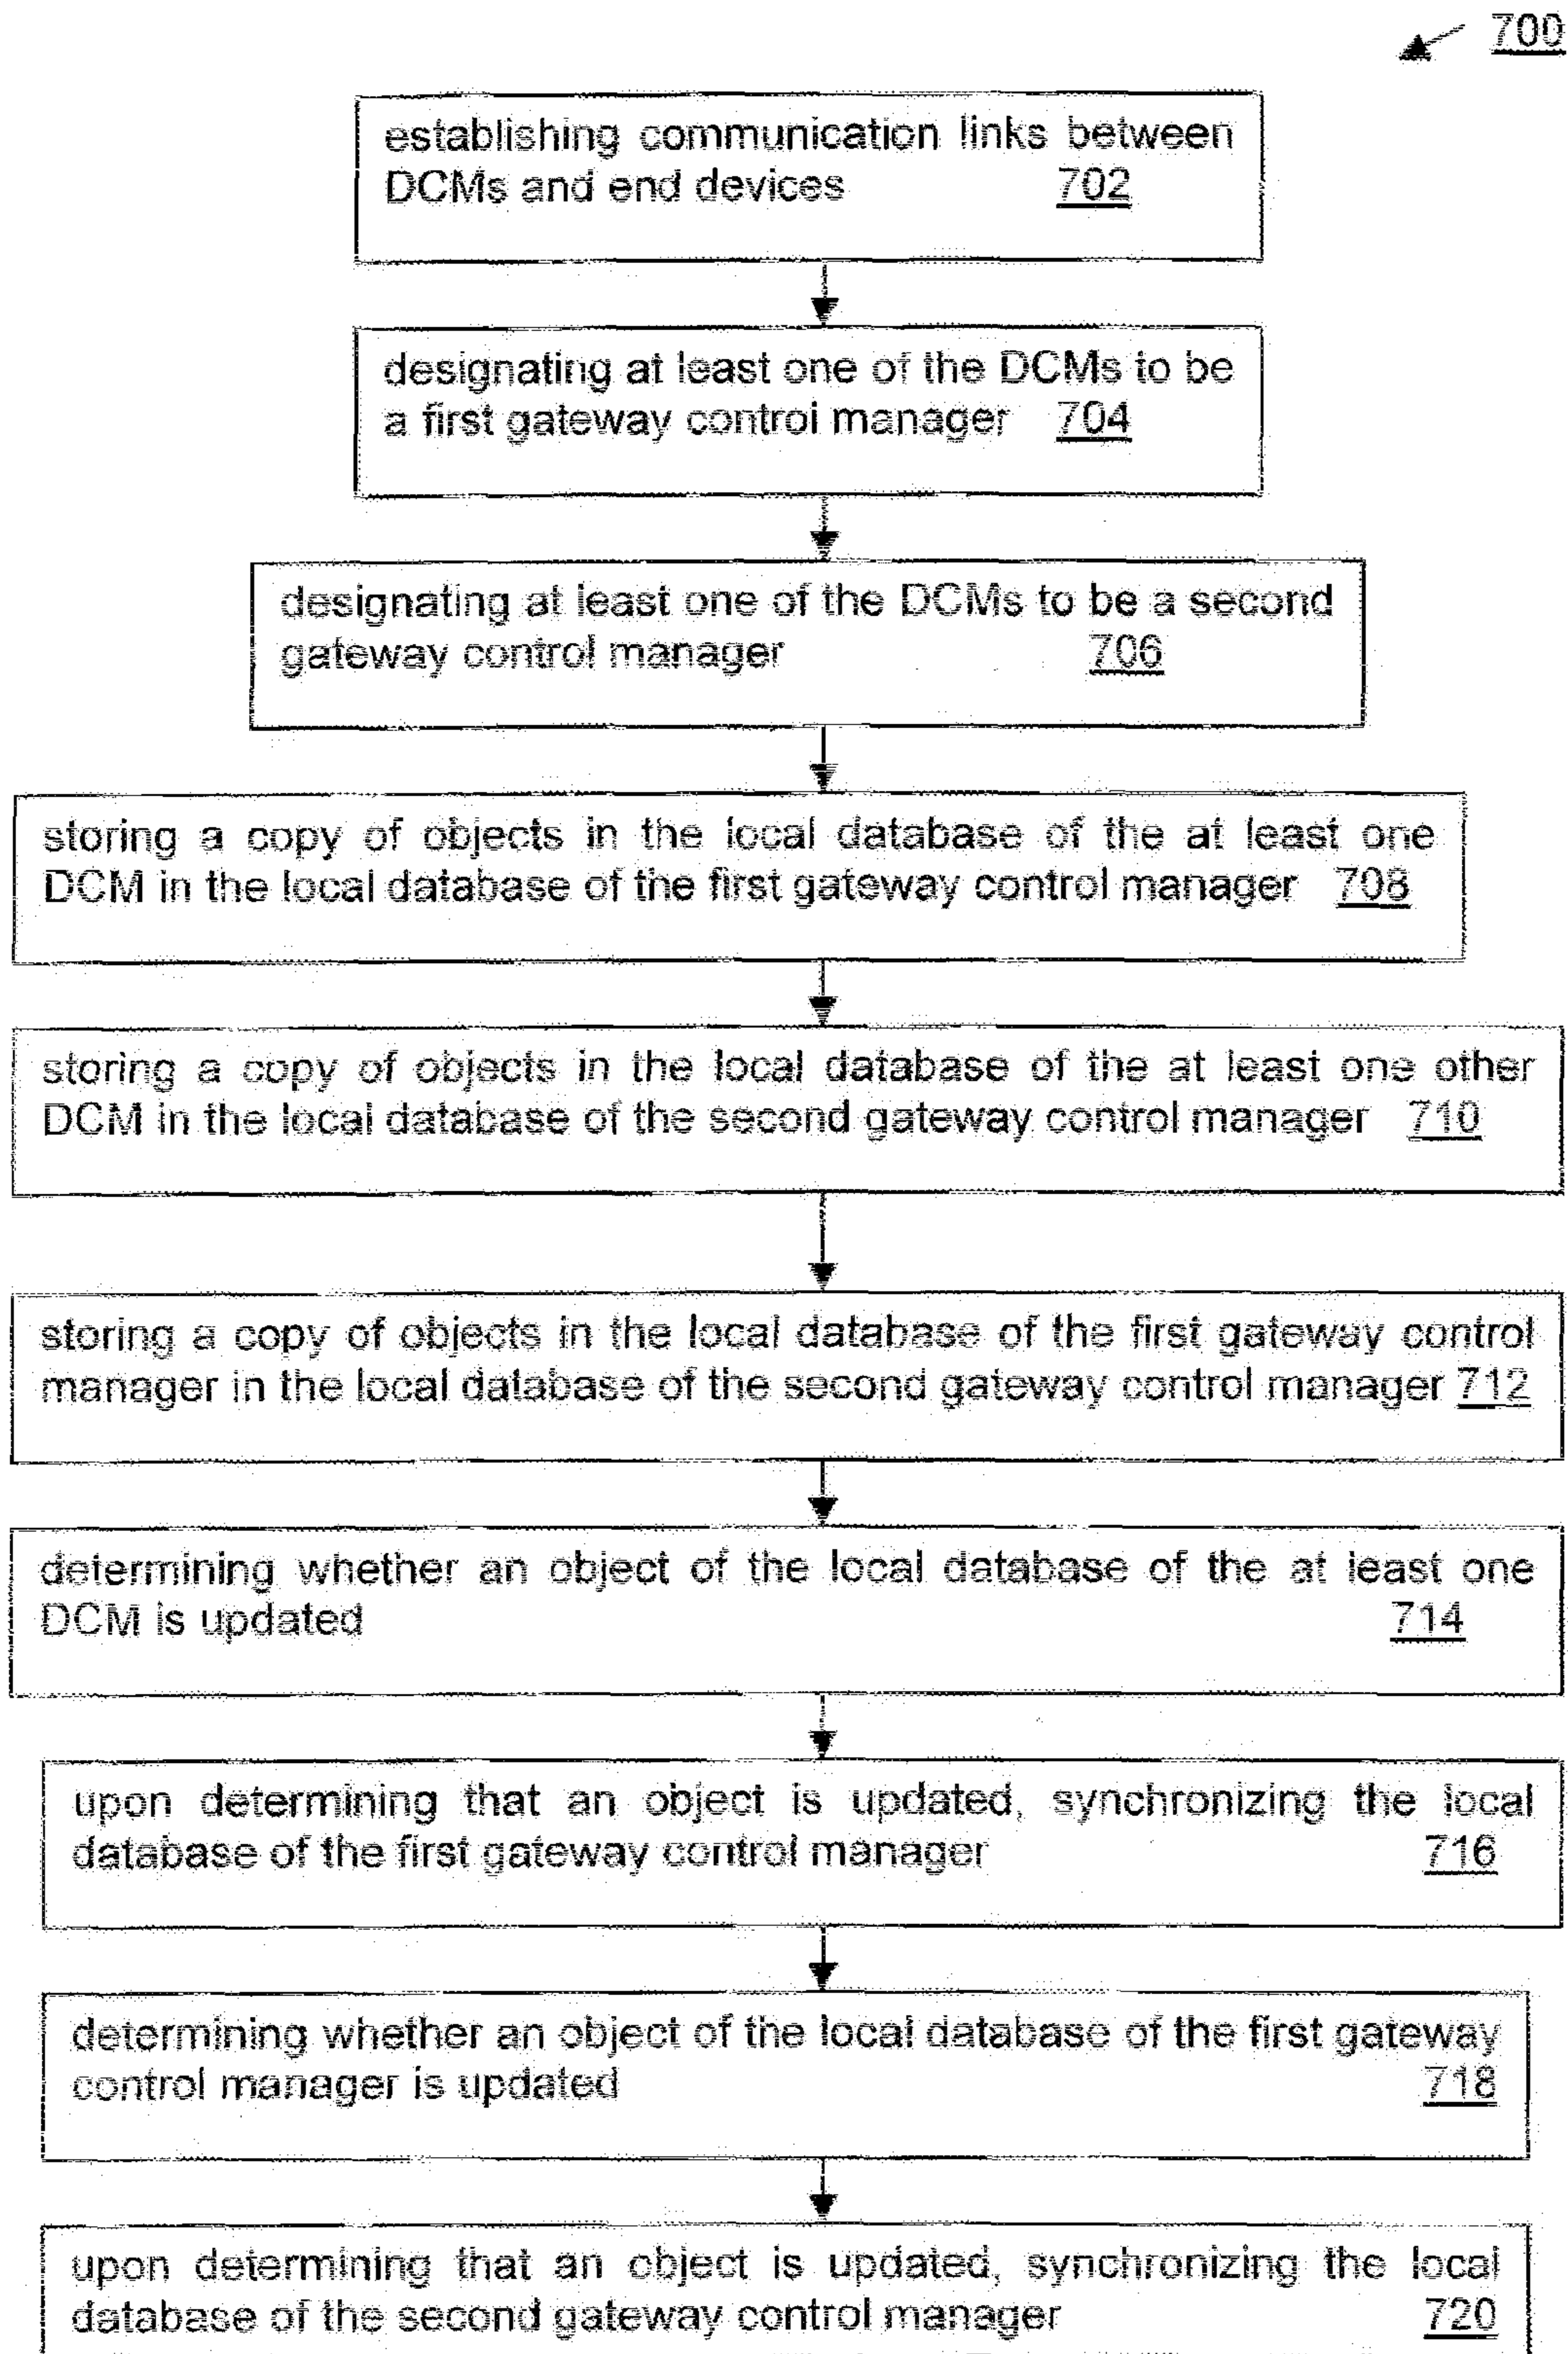 700
establishing communication links between
DCMs and end devices 702
designating at least one of the DCMs to be
a first gateway control manager 704
designating at least one of the DCMs to be a second
gateway control manager 706
storing a copy of objects in the local database of the at least one
DCM in the local database of the first gateway control manager 708
storing a copy of objects in the local database of the at least one other
DCM in the local database of the second gateway control manager 710
storing a copy of objects in the local database of the first gateway control
manager in the local database of the second gateway control manager 712
determining whether an object of the local database of the at least one
DCM is updated 714
upon determining that an object is updated, synchronizing the local
database of the first gateway control manager 716
determining whether an object of the local database of the first gateway
control manager is updated 718
upon determining that an object is updated, synchronizing the local
database of the second gateway control manager 720